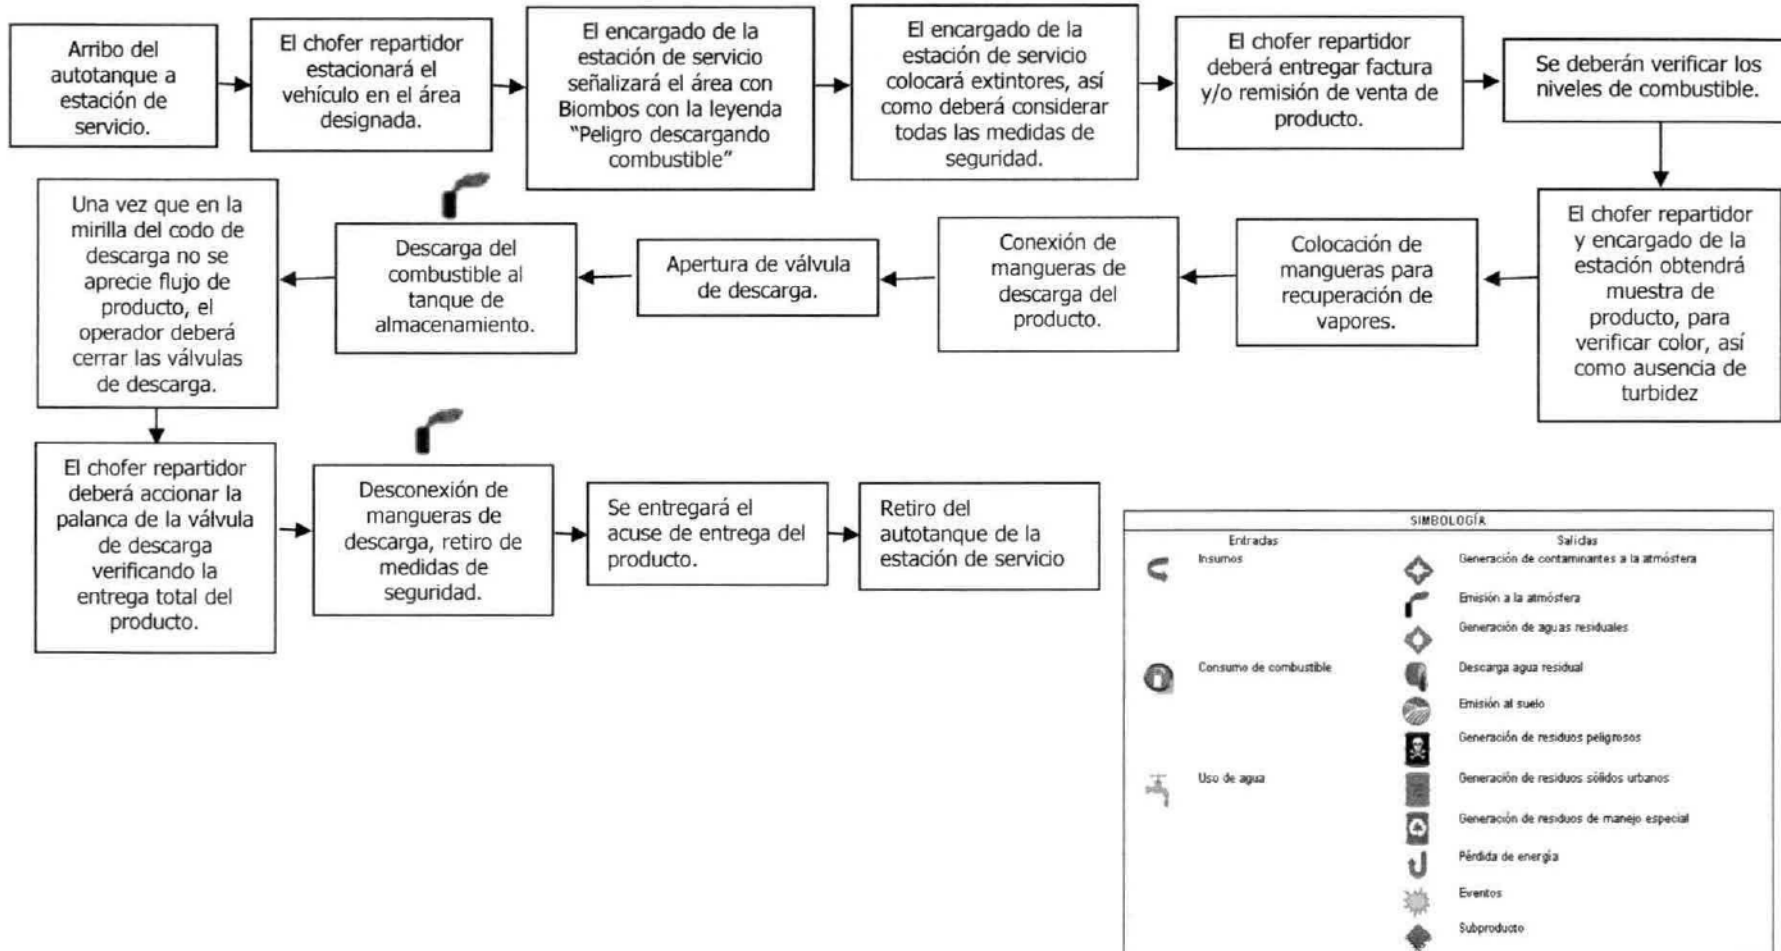 Arribo del
autotanque a
estación de
servicio.
El chofer repartidor
estacionará el
vehículo en el área
designada.
El encargado de la
estación de servicio
señalizará el área con
Biombos con la leyenda
"Peligro descargando
combustible"
El encargado de la
estación de servicio
colocará extintores, así
como deberá considerar
todas las medidas de
seguridad.
El chofer repartidor
deberá entregar factura
y/o remisión de venta de
producto.
Se deberán verificar los
niveles de combustible.
El chofer repartidor
y encargado de la
estación obtendrá
muestra de
producto, para
verificar color, así
como ausencia de
turbidez
Colocación de
mangueras para
recuperación de
vapores.
Conexión de
mangueras de
descarga del
producto.
Apertura de válvula
de descarga.
Descarga del
combustible al
tanque de
almacenamiento.
Una vez que en la
mirilla del codo de
descarga no se
aprecie flujo de
producto, el
operador deberá
cerrar las válvulas
de descarga.
El chofer repartidor
deberá accionar la
palanca de la válvula
de descarga
verificando la
entrega total del
producto.
Desconexión de
mangueras de
descarga, retiro de
medidas de
seguridad.
Se entregará el
acuse de entrega del
producto.
Retiro del
autotanque de la
estación de servicio
SIMBOLOGÍA
Entradas
Salidas
Insumos
Generación de contaminantes a la atmósfera
Emisión a la atmósfera
Generación de aguas residuales
Consumo de combustible
Descarga agua residual
Emisión al suelo
Generación de residuos peligrosos
Uso de agua
Generación de residuos sólidos urbanos
Generación de residuos de manejo especial
Pérdida de energía
Eventos
Subproducto